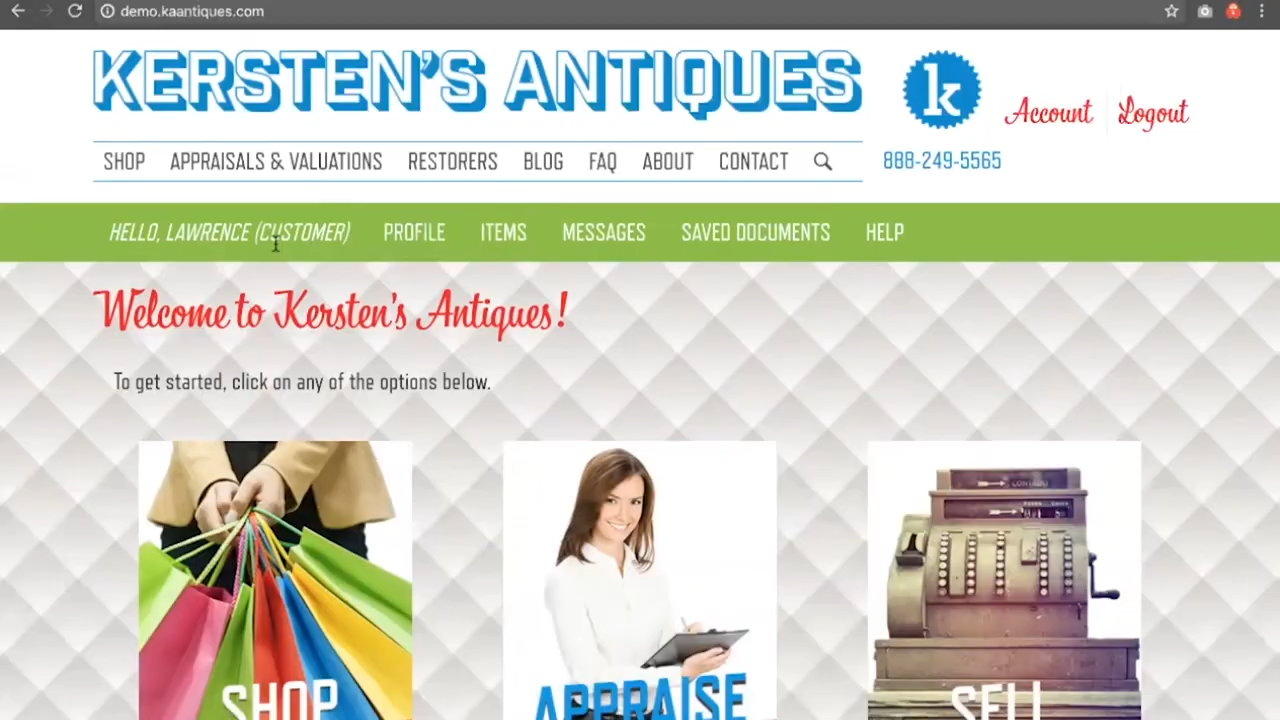 demo.kaantiques.com
KERSTEN'S ANTIQUES
k
Account Logout
SHOP APPRAISALS & VALUATIONS RESTORERS BLOG FAQ ABOUT CONTACT 888-249-5565
HELLO, LAWRENCE (CUSTOMER) PROFILE ITEMS MESSAGES SAVED DOCUMENTS HELP
Welcome to Kersten's Antiques!
To get started, click on any of the options below.
CONTADO
SHOP APPRAISE SELL